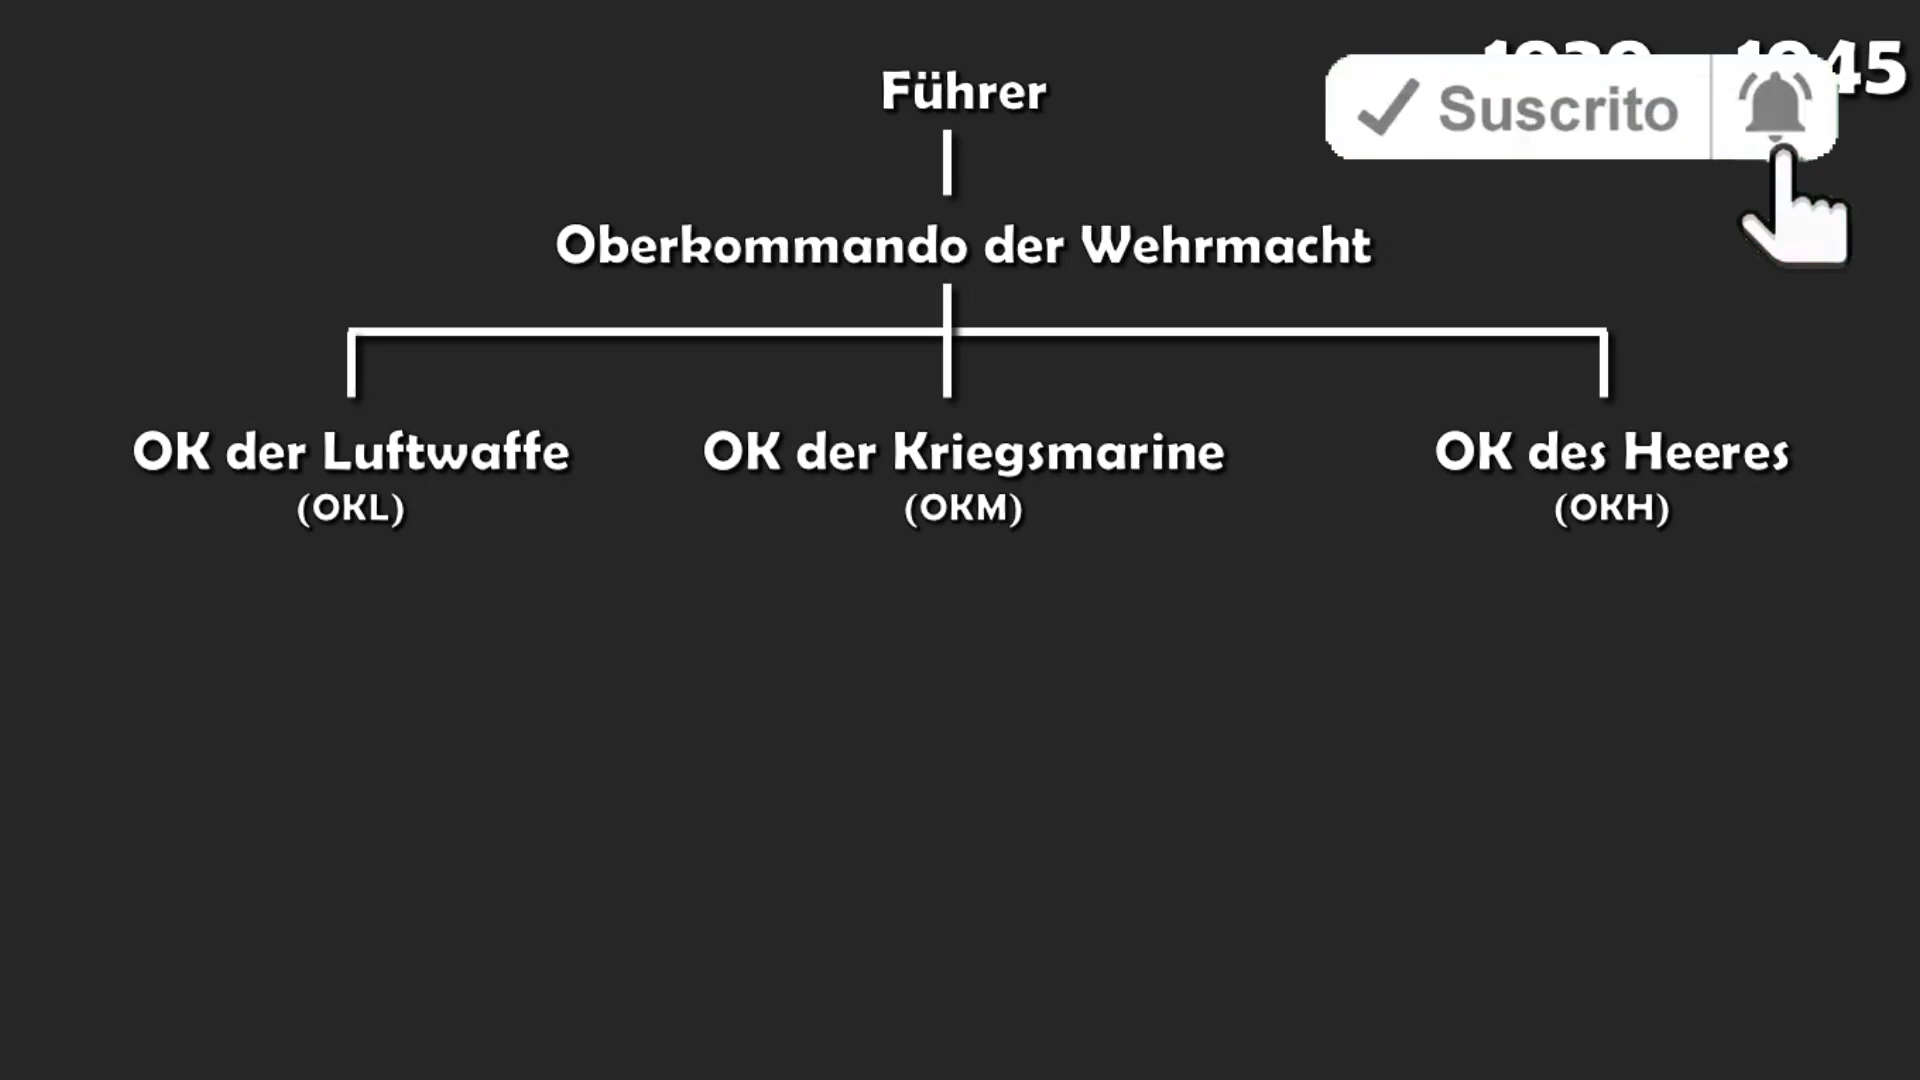 Führer
Suscrito
Oberkommando der Wehrmacht
OK der Luftwaffe
(OKL)
OK der Kriegsmarine
(OKM)
OK des Heeres
(OKH)